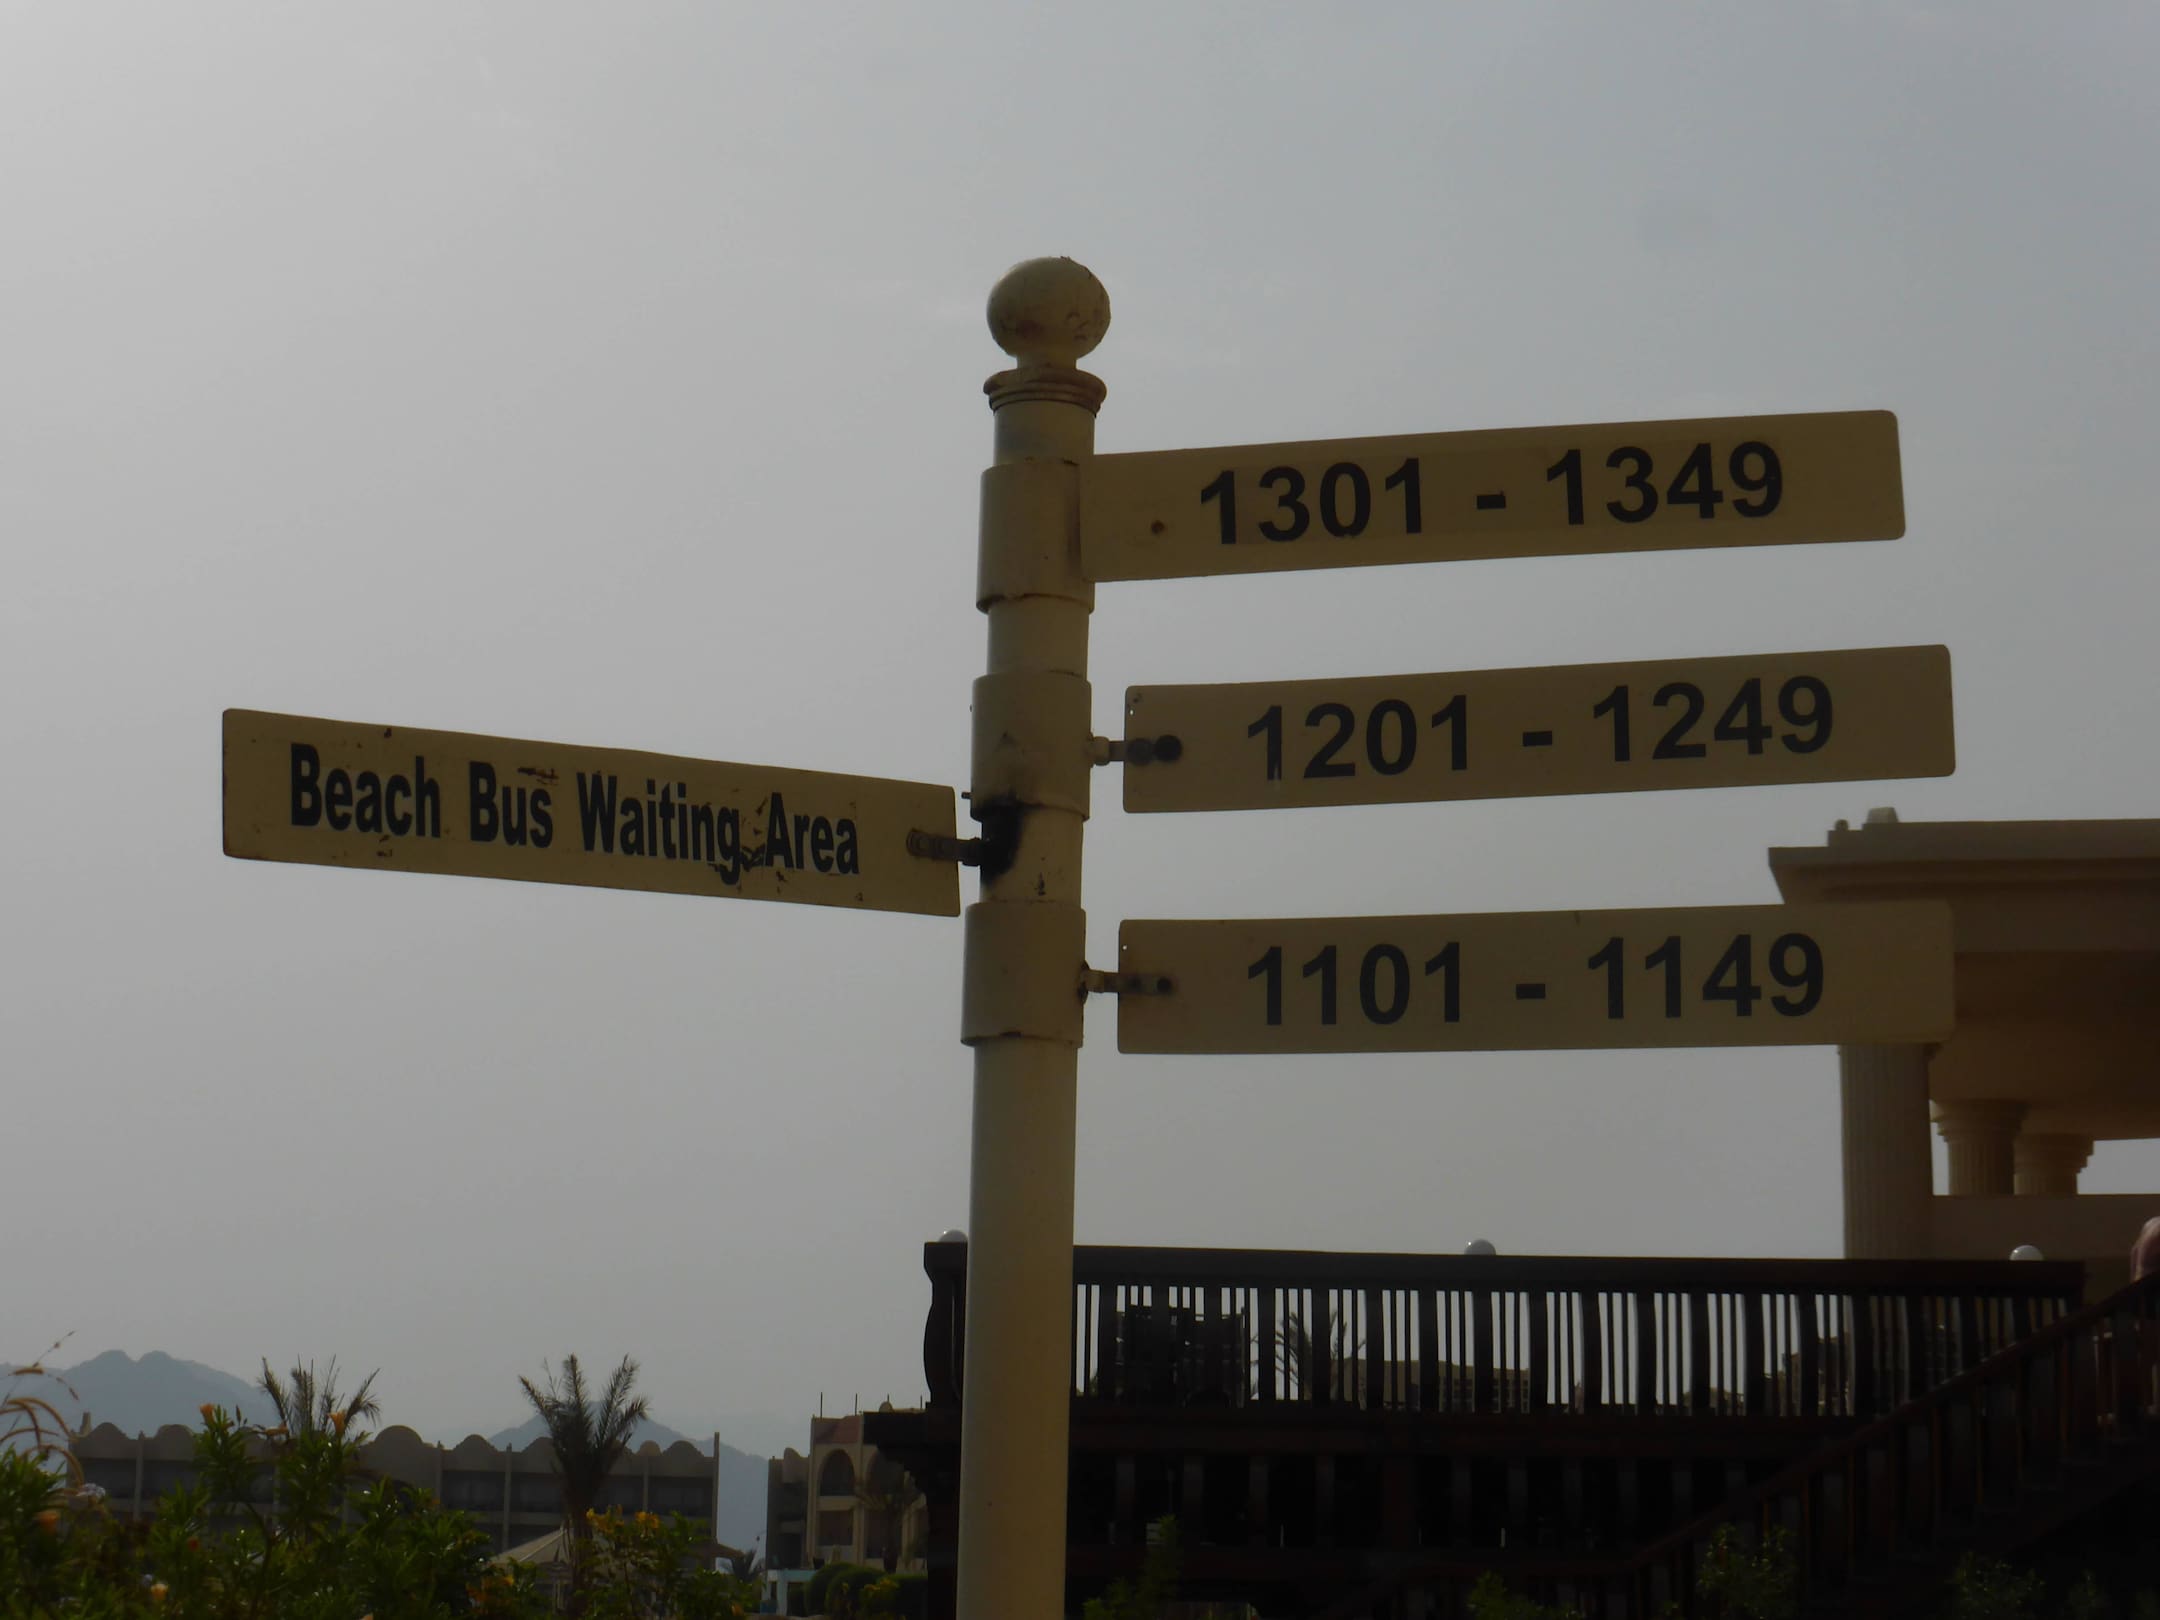 1301 - 1349
1201 - 1249
Beach Bus Waiting Area
1101 - 1149